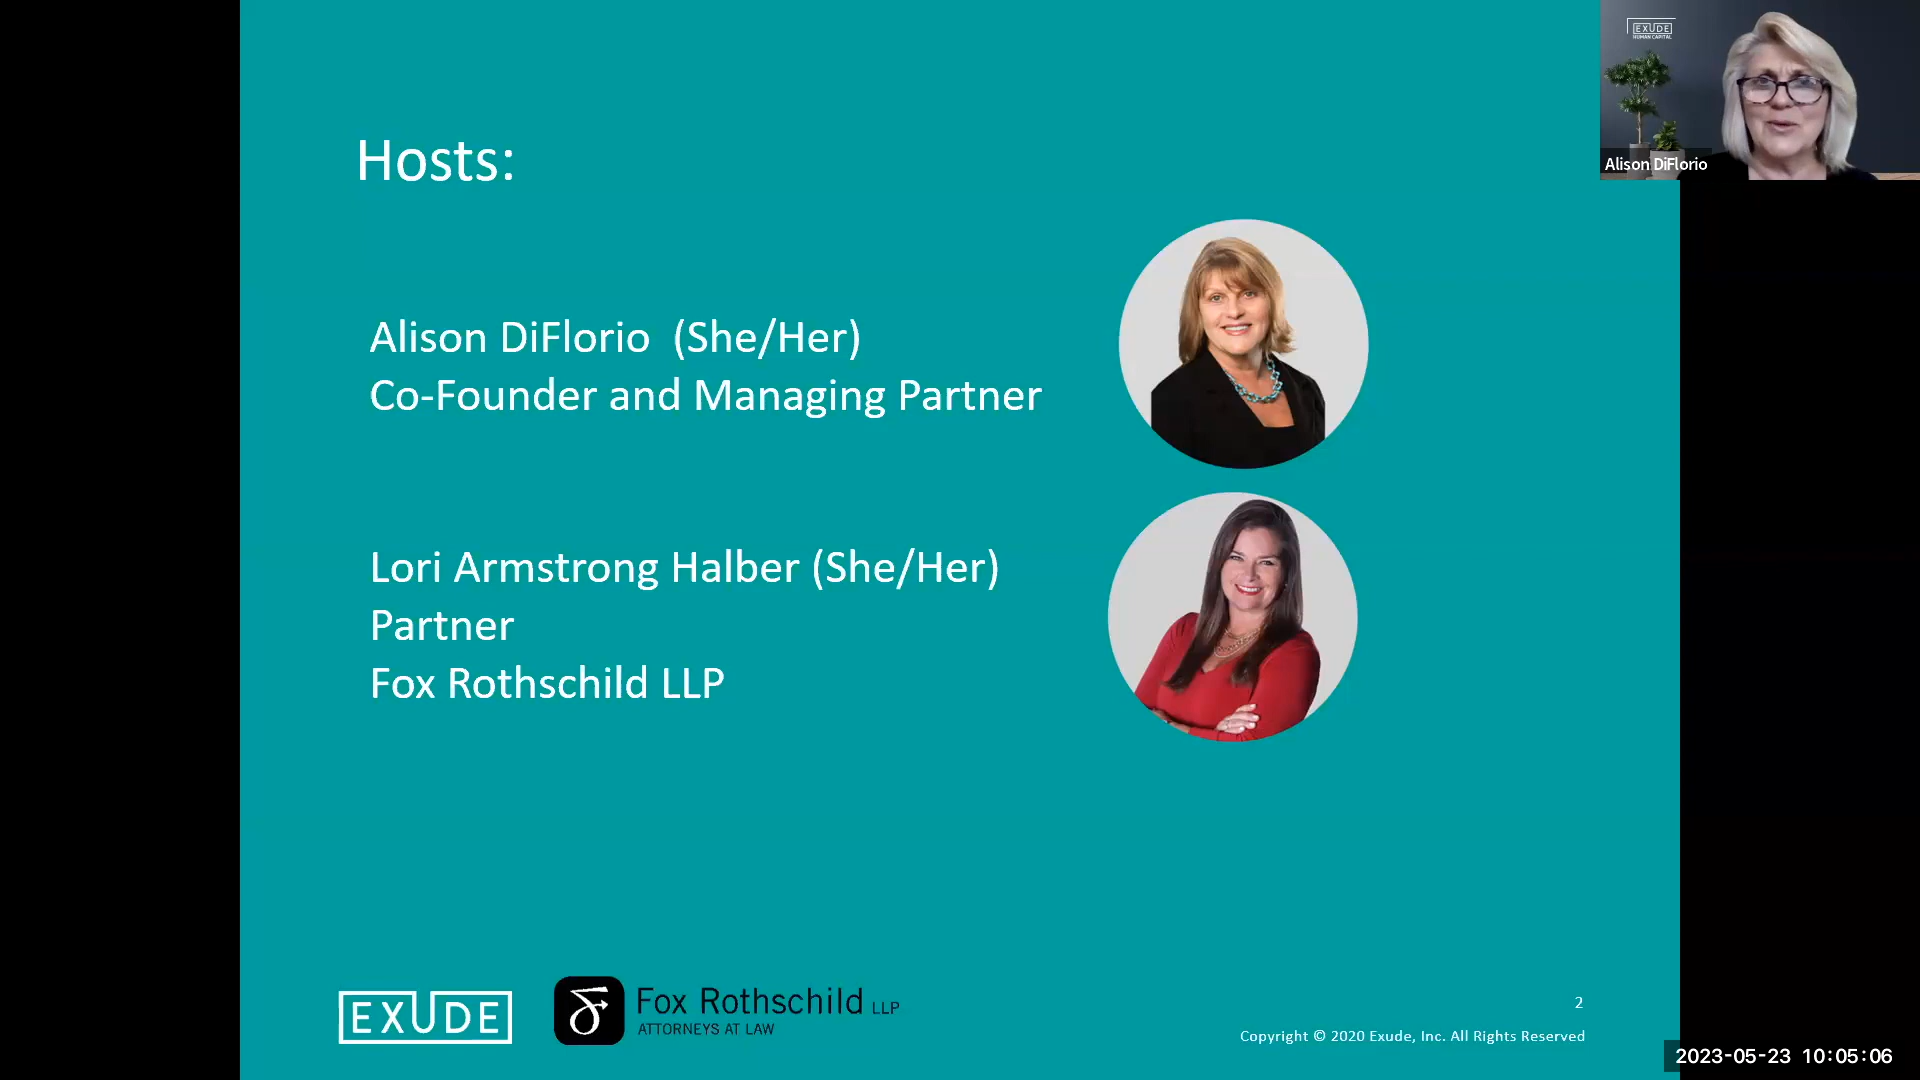 EXUDE
HUMAN CAPITAL
Alison DiFlorio
Hosts:
Alison DiFlorio (She/Her)
Co-Founder and Managing Partner
Lori Armstrong Halber (She/Her)
Partner
Fox Rothschild LLP
EXUDE
Fox Rothschild LLP
ATTORNEYS AT LAW
2
Copyright © 2020 Exude, Inc. All Rights Reserved
2023-05-23 10:05:06